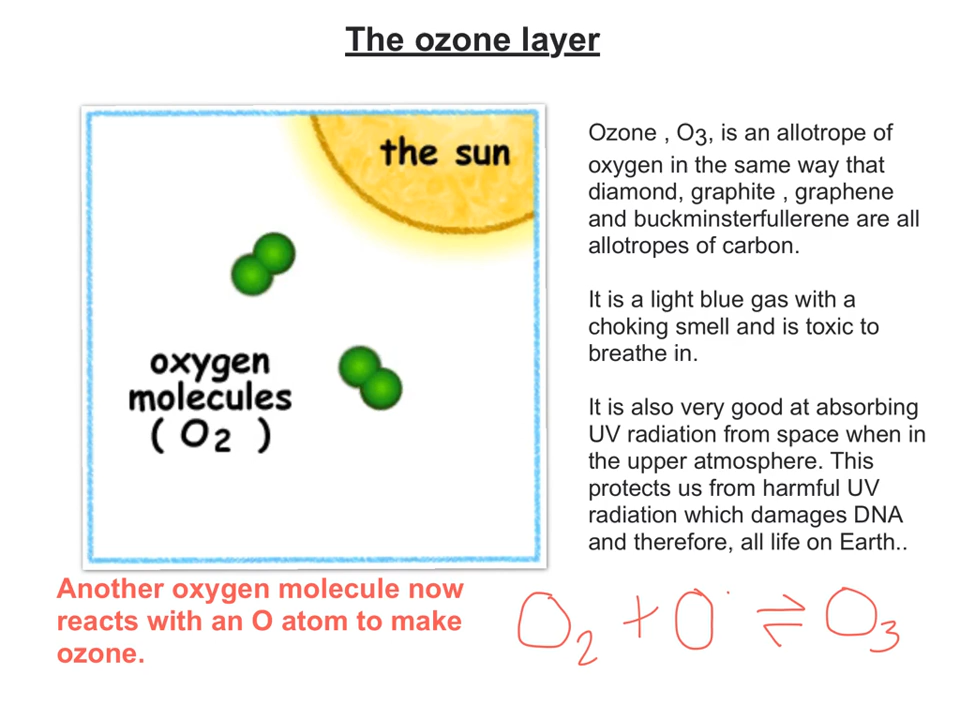 The ozone layer
the sun
oxygen
molecules
( O2 )
Ozone , O3, is an allotrope of
oxygen in the same way that
diamond, graphite , graphene
and buckminsterfullerene are all
allotropes of carbon.
It is a light blue gas with a
choking smell and is toxic to
breathe in.
It is also very good at absorbing
UV radiation from space when in
the upper atmosphere. This
protects us from harmful UV
radiation which damages DNA
and therefore, all life on Earth..
Another oxygen molecule now
reacts with an O atom to make
ozone.
O2 + O· ⇌ O3